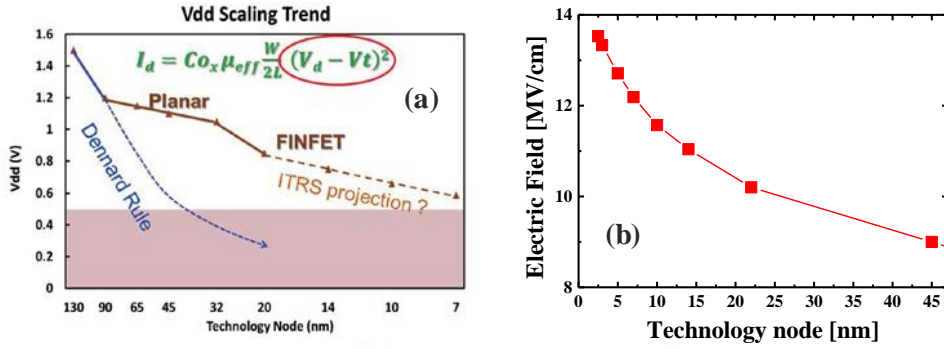 Vdd Scaling Trend
1.6
1.4
1.2
1
0.8
0.6
0.4
0.2
0
Vdd (V)
I_d = Co_x μ_eff W/2L (V_d − Vt)²
(a)
Planar
FINFET
ITRS projection ?
Dennard Rule
130 90 65 45 32 20 14 10 7
Technology Node (nm)
14
12
10
8
Electric Field [MV/cm]
(b)
0 5 10 15 20 25 30 35 40 45
Technology node [nm]